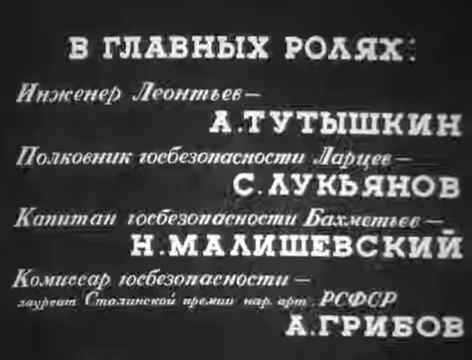 В ГЛАВНЫХ РОЛЯХ:
Инженер Леонтьев—
А.ТУТЫШКИН
Полковник госбезопасности Ларцев—
С.ЛУКЬЯНОВ
Капитан госбезопасности Бахметьев—
Н.МАЛИШЕВСКИЙ
Комиссар госбезопасности—
лауреат Сталинской премии нар. арт. РСФСР
А.ГРИБОВ